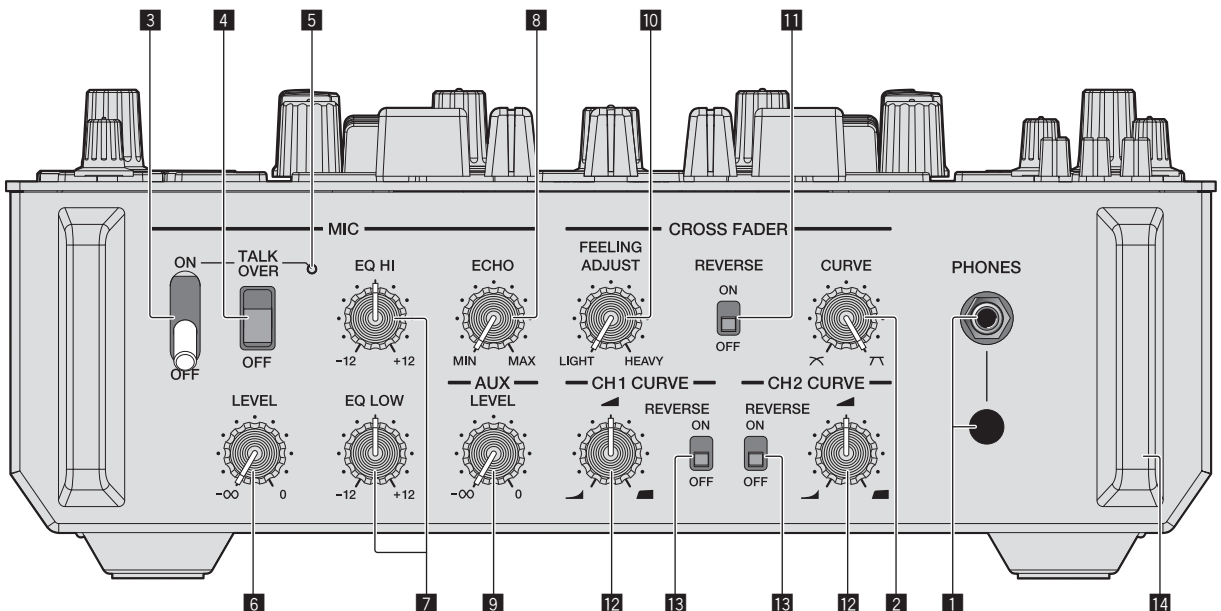 3 4 5 8 10 11
MIC
CROSS FADER
ON
TALK
OVER
OFF
OFF
EQ HI
-12 +12
ECHO
MIN MAX
FEELING
ADJUST
LIGHT HEAVY
REVERSE
ON
OFF
CURVE
PHONES
LEVEL
-∞ 0
EQ LOW
-12 +12
AUX
LEVEL
-∞ 0
CH1 CURVE
REVERSE
ON
OFF
CH2 CURVE
REVERSE
ON
OFF
6 7 9 12 13 13 12 2 1 14